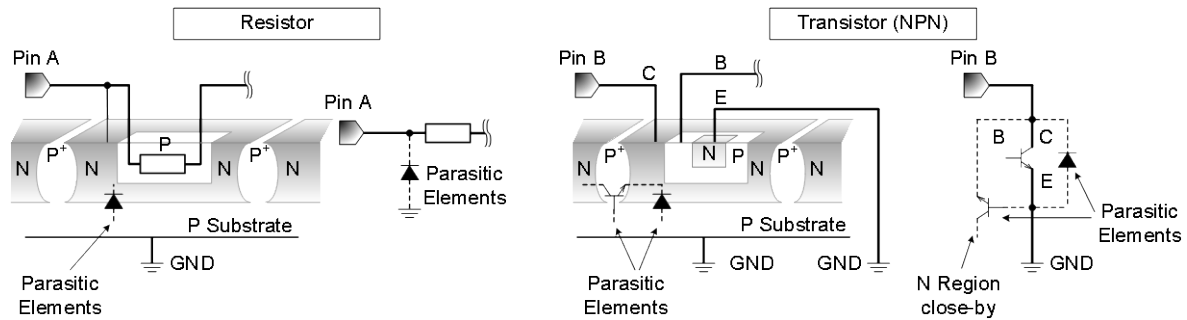 Resistor
Transistor (NPN)
Pin A
Pin A
N
P+
N
P
P+
N
N
Parasitic
Elements
P Substrate
GND
Parasitic
Elements
Pin B
C
B
E
N
P+
N
N
P
P+
N
N
P Substrate
GND
GND
Parasitic
Elements
Pin B
B
C
E
Parasitic
Elements
GND
N Region
close-by